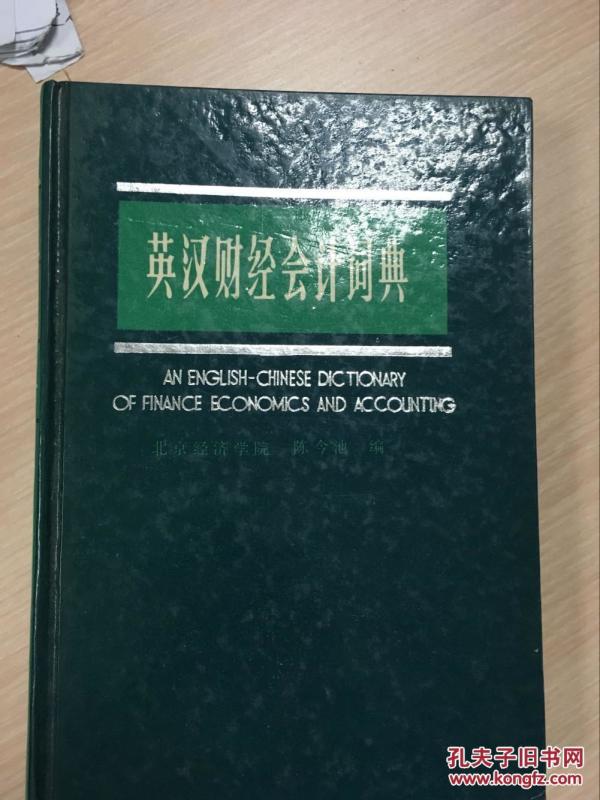 英汉财经会计词典
AN ENGLISH-CHINESE DICTIONARY
OF FINANCE ECONOMICS AND ACCOUNTING
北京经济学院 陈今池 编
孔夫子旧书网
www.kongfz.com